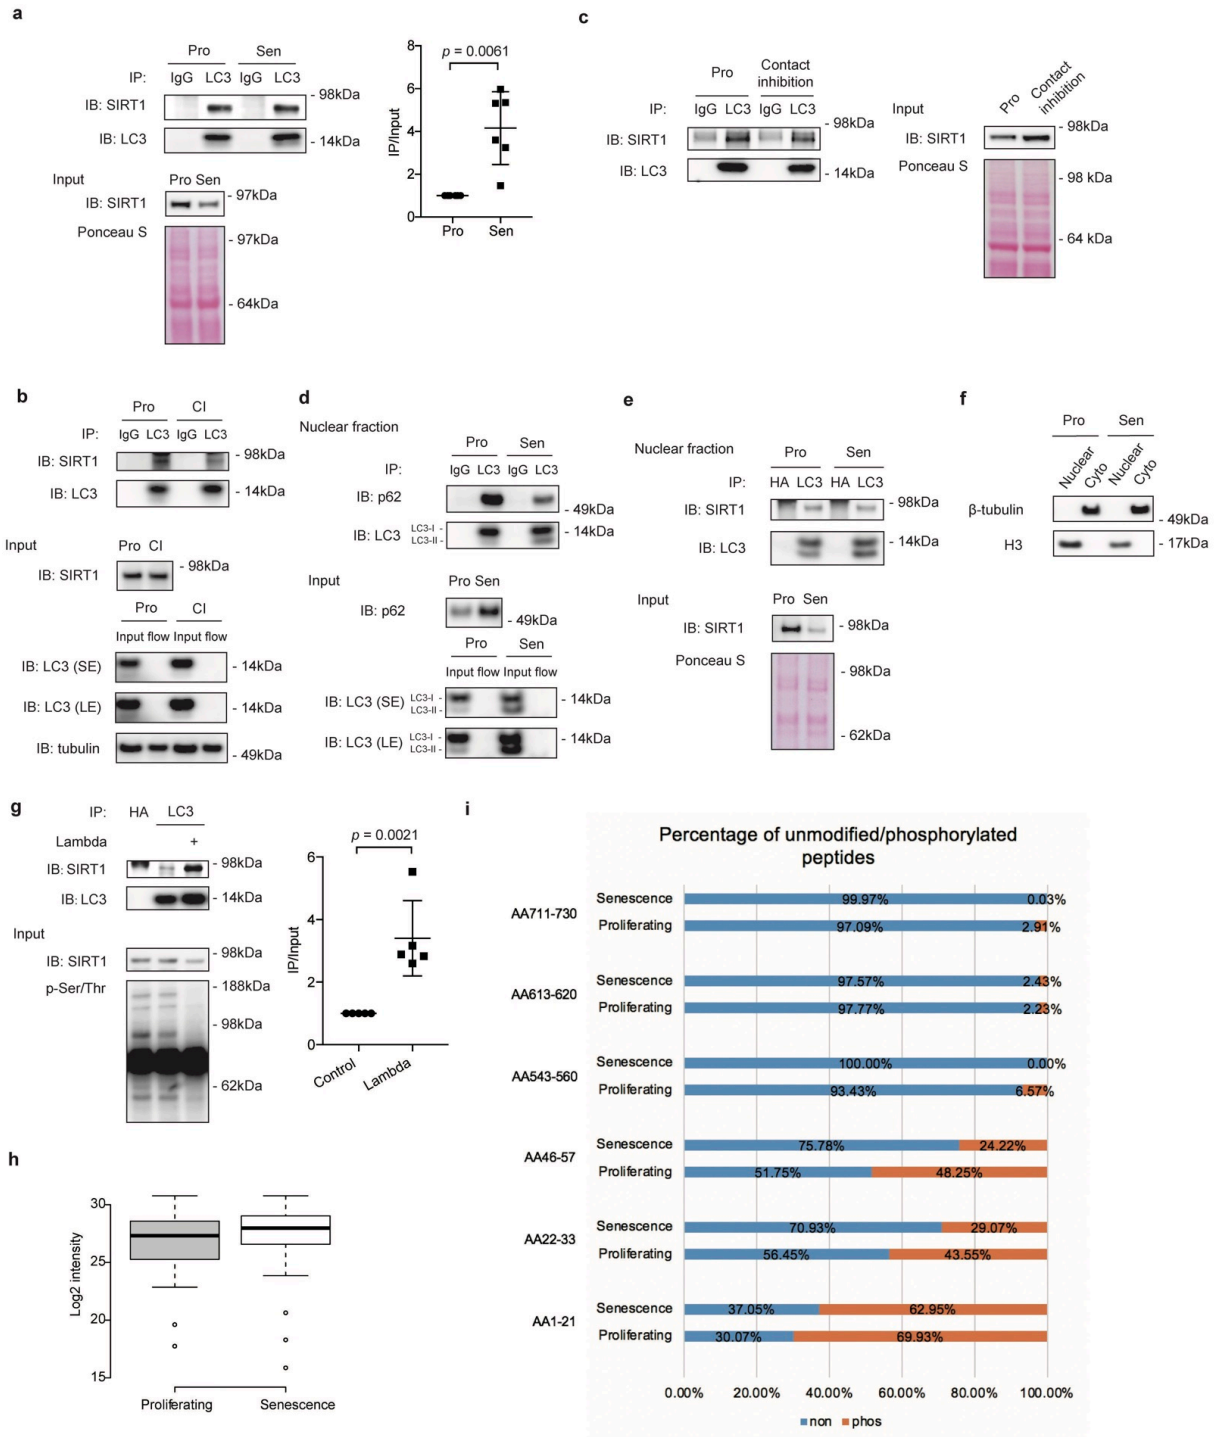 a
Pro Sen
IP: IgG LC3 IgG LC3
IB: SIRT1
- 98kDa
IB: LC3
- 14kDa
Input
Pro Sen
IB: SIRT1
- 97kDa
Ponceau S
- 97kDa
- 64kDa
p = 0.0061
IP/Input
8
6
4
2
0
Pro Sen
c
Pro
Contact
inhibition
IP: IgG LC3 IgG LC3
IB: SIRT1
- 98kDa
IB: LC3
- 14kDa
Input
Pro
Contact
inhibition
IB: SIRT1
- 98kDa
Ponceau S
- 98 kDa
- 64 kDa
b
Pro CI
IP: IgG LC3 IgG LC3
IB: SIRT1
- 98kDa
IB: LC3
- 14kDa
Input
Pro CI
IB: SIRT1
- 98kDa
Pro CI
Input flow Input flow
IB: LC3 (SE)
- 14kDa
IB: LC3 (LE)
- 14kDa
IB: tubulin
- 49kDa
d
Nuclear fraction
Pro Sen
IP: IgG LC3 IgG LC3
IB: p62
- 49kDa
IB: LC3
LC3-I -
LC3-II -
- 14kDa
Input
Pro Sen
IB: p62
- 49kDa
Pro Sen
Input flow Input flow
IB: LC3 (SE)
LC3-I -
LC3-II -
- 14kDa
IB: LC3 (LE)
LC3-I -
LC3-II -
- 14kDa
e
Nuclear fraction
Pro Sen
IP: HA LC3 HA LC3
IB: SIRT1
- 98kDa
IB: LC3
- 14kDa
Input
Pro Sen
IB: SIRT1
- 98kDa
Ponceau S
- 98kDa
- 62kDa
f
Pro Sen
Nuclear
Cyto
Nuclear
Cyto
β-tubulin
- 49kDa
H3
- 17kDa
g
IP: HA LC3
Lambda +
IB: SIRT1
- 98kDa
IB: LC3
- 14kDa
Input
IB: SIRT1
- 98kDa
p-Ser/Thr
- 188kDa
- 98kDa
- 62kDa
p = 0.0021
IP/Input
6
4
2
0
Control
Lambda
h
Log2 intensity
30
25
20
15
Proliferating Senescence
i
Percentage of unmodified/phosphorylated
peptides
AA711-730
Senescence 99.97% 0.03%
Proliferating 97.09% 2.91%
AA613-620
Senescence 97.57% 2.43%
Proliferating 97.77% 2.23%
AA543-560
Senescence 100.00% 0.00%
Proliferating 93.43% 6.57%
AA46-57
Senescence 75.78% 24.22%
Proliferating 51.75% 48.25%
AA22-33
Senescence 70.93% 29.07%
Proliferating 56.45% 43.55%
AA1-21
Senescence 37.05% 62.95%
Proliferating 30.07% 69.93%
0.00% 20.00% 40.00% 60.00% 80.00% 100.00%
non phos